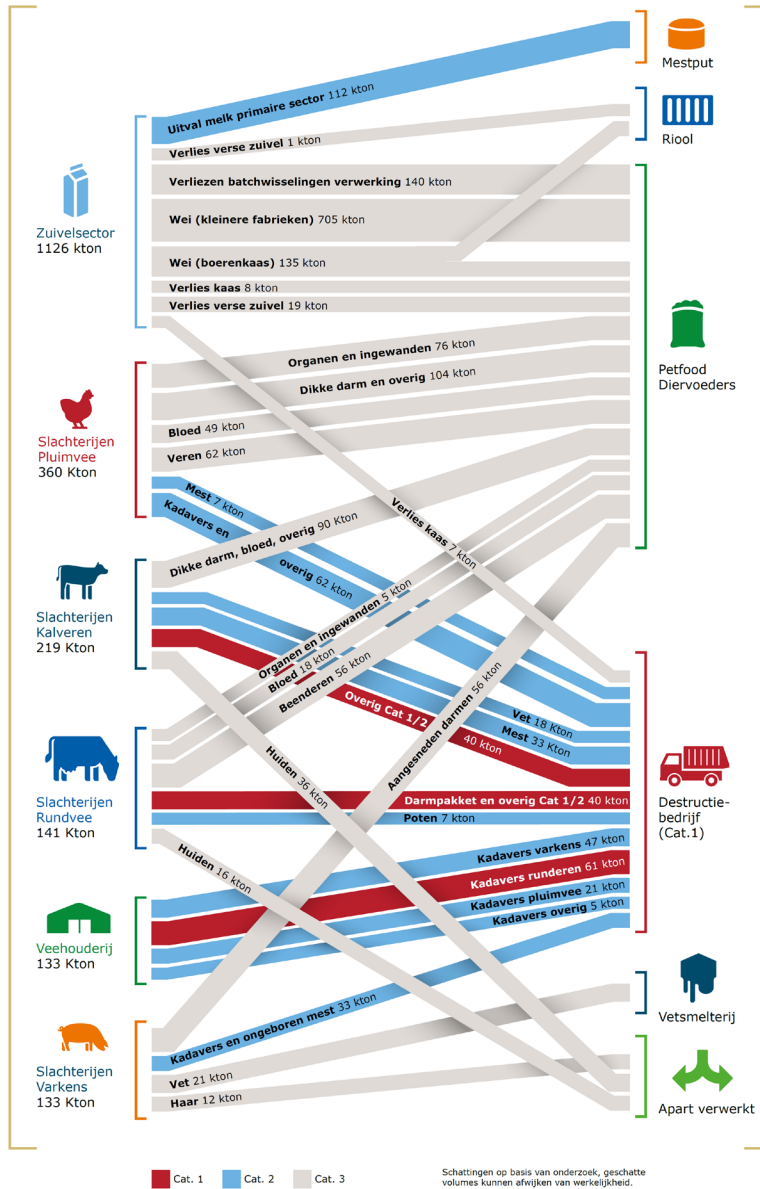 Mestput
Riool
Petfood
Diervoeders
Destructie-
bedrijf
(Cat.1)
Vetsmelterij
Apart verwerkt
Zuivelsector
1126 kton
Slachterijen
Pluimvee
360 Kton
Slachterijen
Kalveren
219 Kton
Slachterijen
Rundvee
141 Kton
Veehouderij
133 Kton
Slachterijen
Varkens
133 Kton
Uitval melk primaire sector 112 kton
Verlies verse zuivel 1 kton
Verliezen batchwisselingen verwerking 140 kton
Wei (kleinere fabrieken) 705 kton
Wei (boerenkaas) 135 kton
Verlies kaas 8 kton
Verlies verse zuivel 19 kton
Verlies kaas 7 kton
Organen en ingewanden 76 kton
Dikke darm en overig 104 kton
Bloed 49 kton
Veren 62 kton
Mest 7 kton
Kadavers en overig 62 kton
Dikke darm, bloed, overig 90 Kton
Vet 18 Kton
Mest 33 Kton
Overig Cat 1/2 40 kton
Huiden 36 kton
Organen en ingewanden 5 kton
Bloed 18 kton
Beenderen 56 kton
Darmpakket en overig Cat 1/2 40 kton
Poten 7 kton
Huiden 16 kton
Kadavers varkens 47 kton
Kadavers runderen 61 kton
Kadavers pluimvee 21 kton
Kadavers overig 5 kton
Aangesneden darmen 56 kton
Kadavers en ongeboren mest 33 kton
Vet 21 kton
Haar 12 kton
Cat. 1
Cat. 2
Cat. 3
Schattingen op basis van onderzoek, geschatte
volumes kunnen afwijken van werkelijkheid.